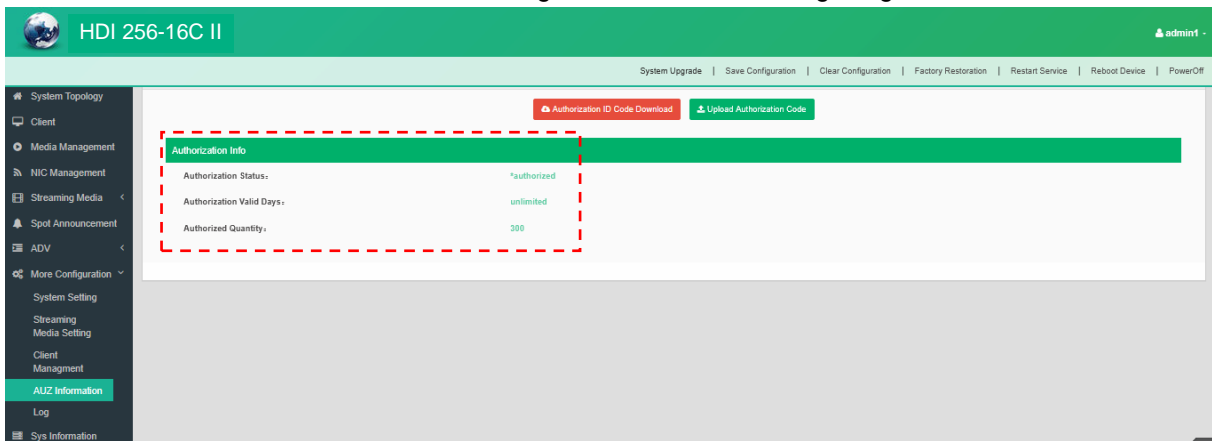 HDI 256-16C II
admin1
System Upgrade | Save Configuration | Clear Configuration | Factory Restoration | Restart Service | Reboot Device | PowerOff
System Topology
Client
Media Management
NIC Management
Streaming Media
Spot Announcement
ADV
More Configuration
System Setting
Streaming
Media Setting
Client
Managment
AUZ Information
Log
Sys Information
Authorization ID Code Download
Upload Authorization Code
Authorization Info
Authorization Status: *authorized
Authorization Valid Days: unlimited
Authorized Quantity: 300